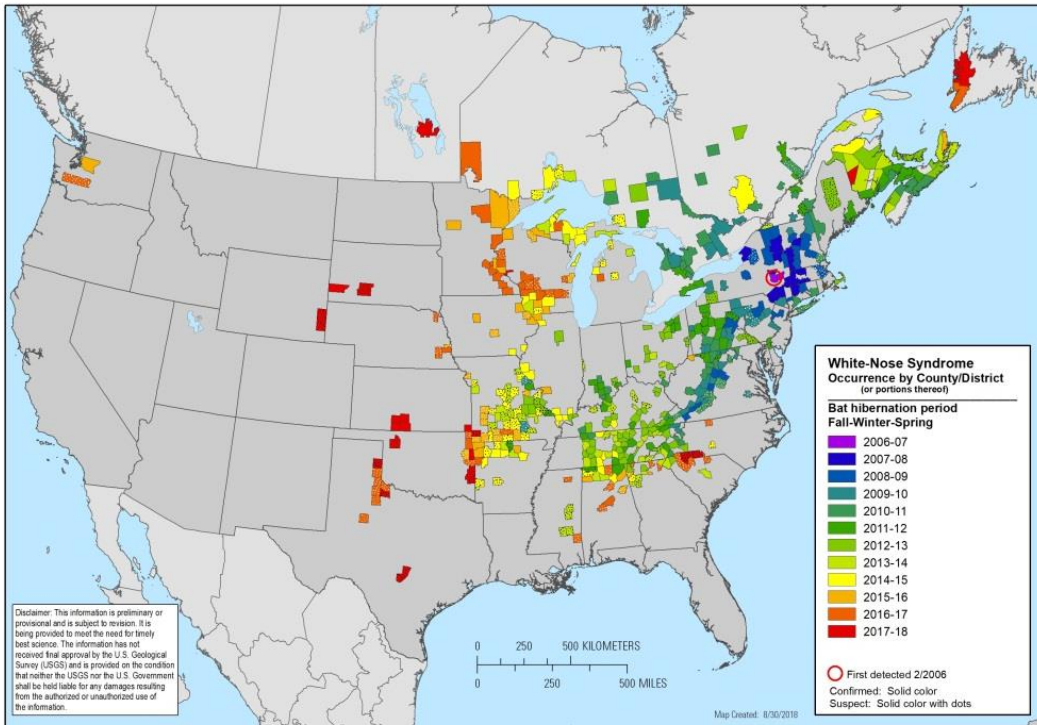 White-Nose Syndrome
Occurrence by County/District
(or portions thereof)
Bat hibernation period
Fall-Winter-Spring
2006-07
2007-08
2008-09
2009-10
2010-11
2011-12
2012-13
2013-14
2014-15
2015-16
2016-17
2017-18
First detected 2/2006
Confirmed: Solid color
Suspect: Solid color with dots
Disclaimer: This information is preliminary or
provisional and is subject to revision. It is
being provided to meet the need for timely
best science. The information has not
received final approval by the U.S. Geological
Survey (USGS) and is provided on the condition
that neither the USGS nor the U.S. Government
shall be held liable for any damages resulting
from the authorized or unauthorized use of
the information.
0 250 500 KILOMETERS
0 250 500 MILES
Map Created: 8/30/2018